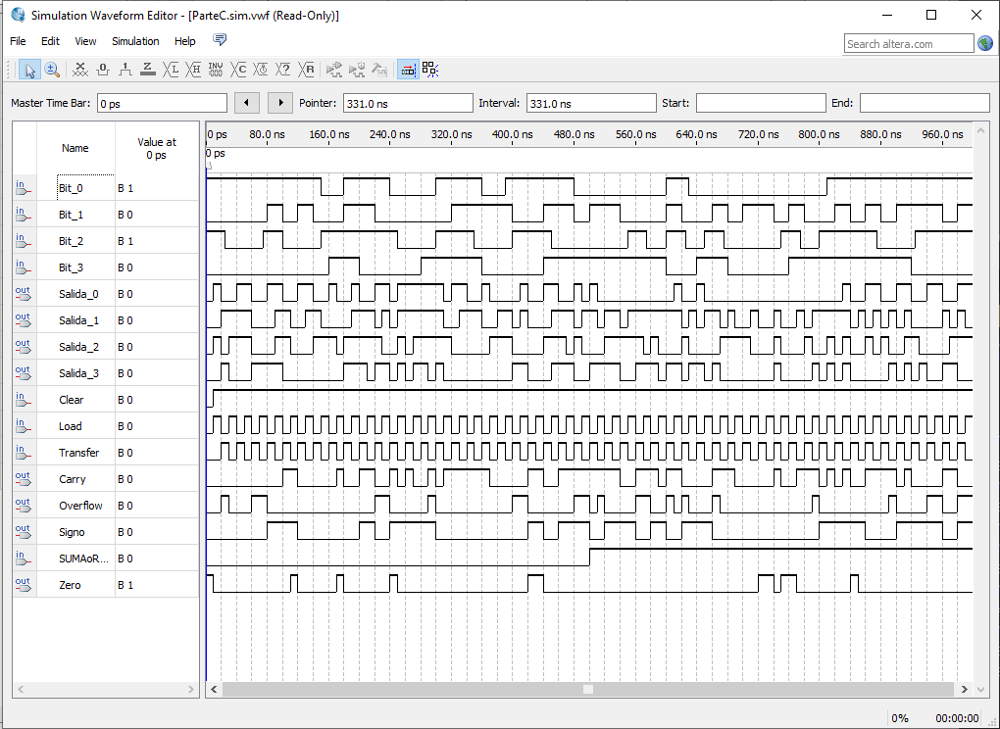 Simulation Waveform Editor - [ParteC.sim.vwf (Read-Only)]
File Edit View Simulation Help
Search altera.com
Master Time Bar: 0 ps Pointer: 331.0 ns Interval: 331.0 ns Start: End:
Name Value at 0 ps
0 ps 80.0 ns 160.0 ns 240.0 ns 320.0 ns 400.0 ns 480.0 ns 560.0 ns 640.0 ns 720.0 ns 800.0 ns 880.0 ns 960.0 ns
0 ps
in Bit_0 B 1
in Bit_1 B 0
in Bit_2 B 1
in Bit_3 B 0
out Salida_0 B 0
out Salida_1 B 0
out Salida_2 B 0
out Salida_3 B 0
in Clear B 0
in Load B 0
in Transfer B 0
out Carry B 0
out Overflow B 0
out Signo B 0
in SUMAoR... B 0
out Zero B 1
0% 00:00:00